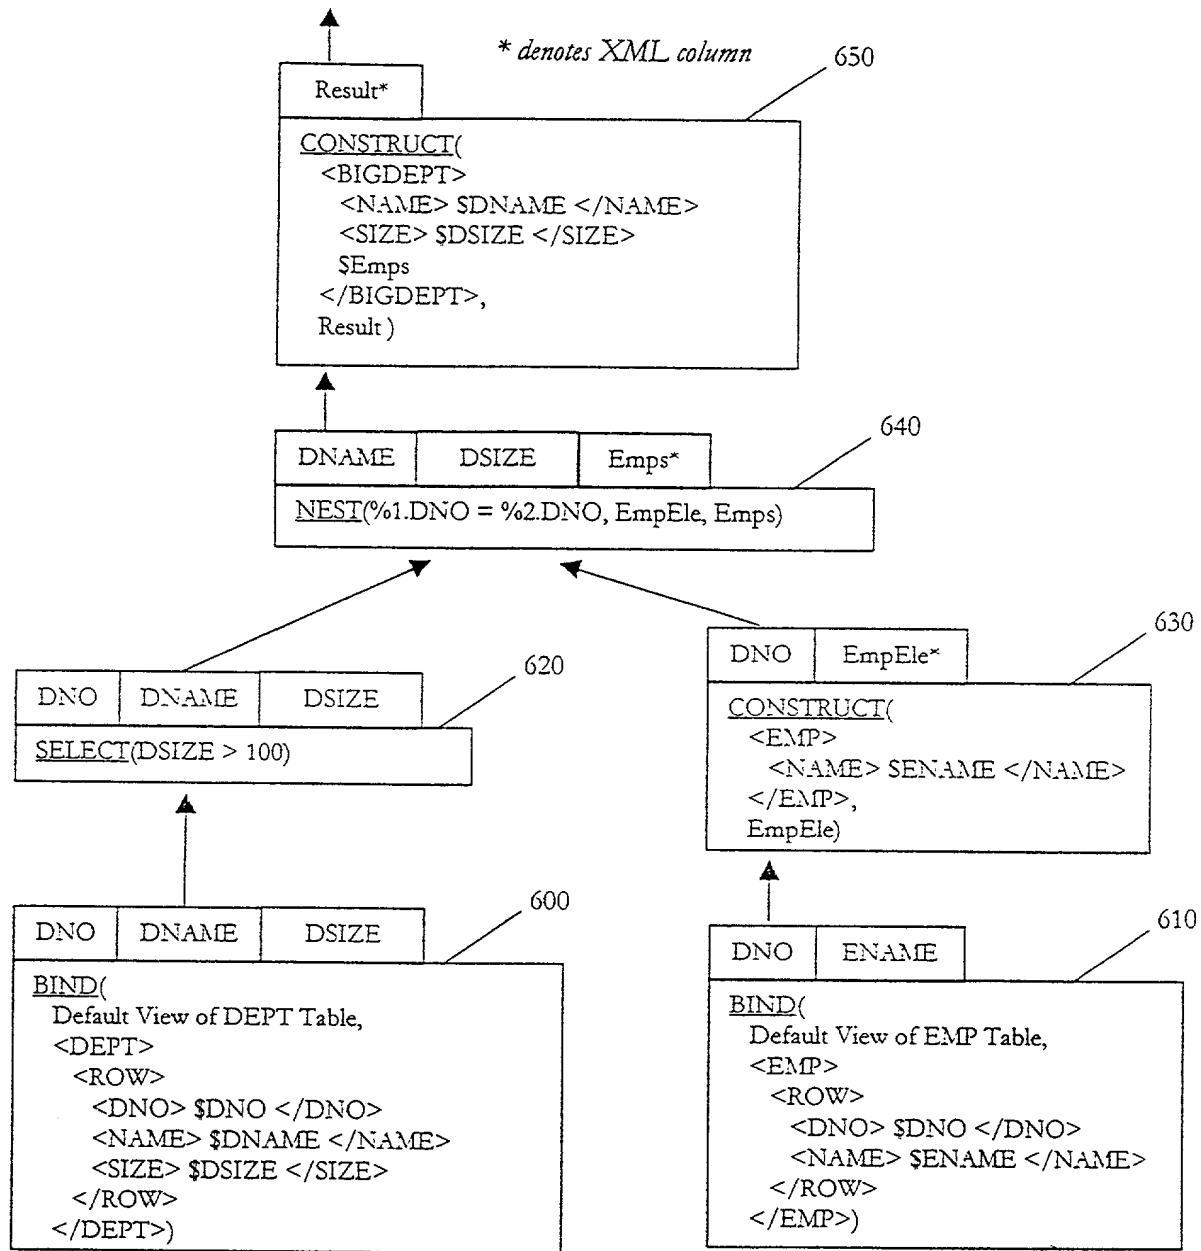 * denotes XML column
650
Result*
CONSTRUCT(
<BIGDEPT>
<NAME> $DNAME </NAME>
<SIZE> $DSIZE </SIZE>
$Emps
</BIGDEPT>,
Result )
640
DNAME DSIZE Emps*
NEST(%1.DNO = %2.DNO, EmpEle, Emps)
620
DNO DNAME DSIZE
SELECT(DSIZE > 100)
630
DNO EmpEle*
CONSTRUCT(
<EMP>
<NAME> $ENAME </NAME>
</EMP>,
EmpEle)
600
DNO DNAME DSIZE
BIND(
Default View of DEPT Table,
<DEPT>
<ROW>
<DNO> $DNO </DNO>
<NAME> $DNAME </NAME>
<SIZE> $DSIZE </SIZE>
</ROW>
</DEPT>)
610
DNO ENAME
BIND(
Default View of EMP Table,
<EMP>
<ROW>
<DNO> $DNO </DNO>
<NAME> $ENAME </NAME>
</ROW>
</EMP>)